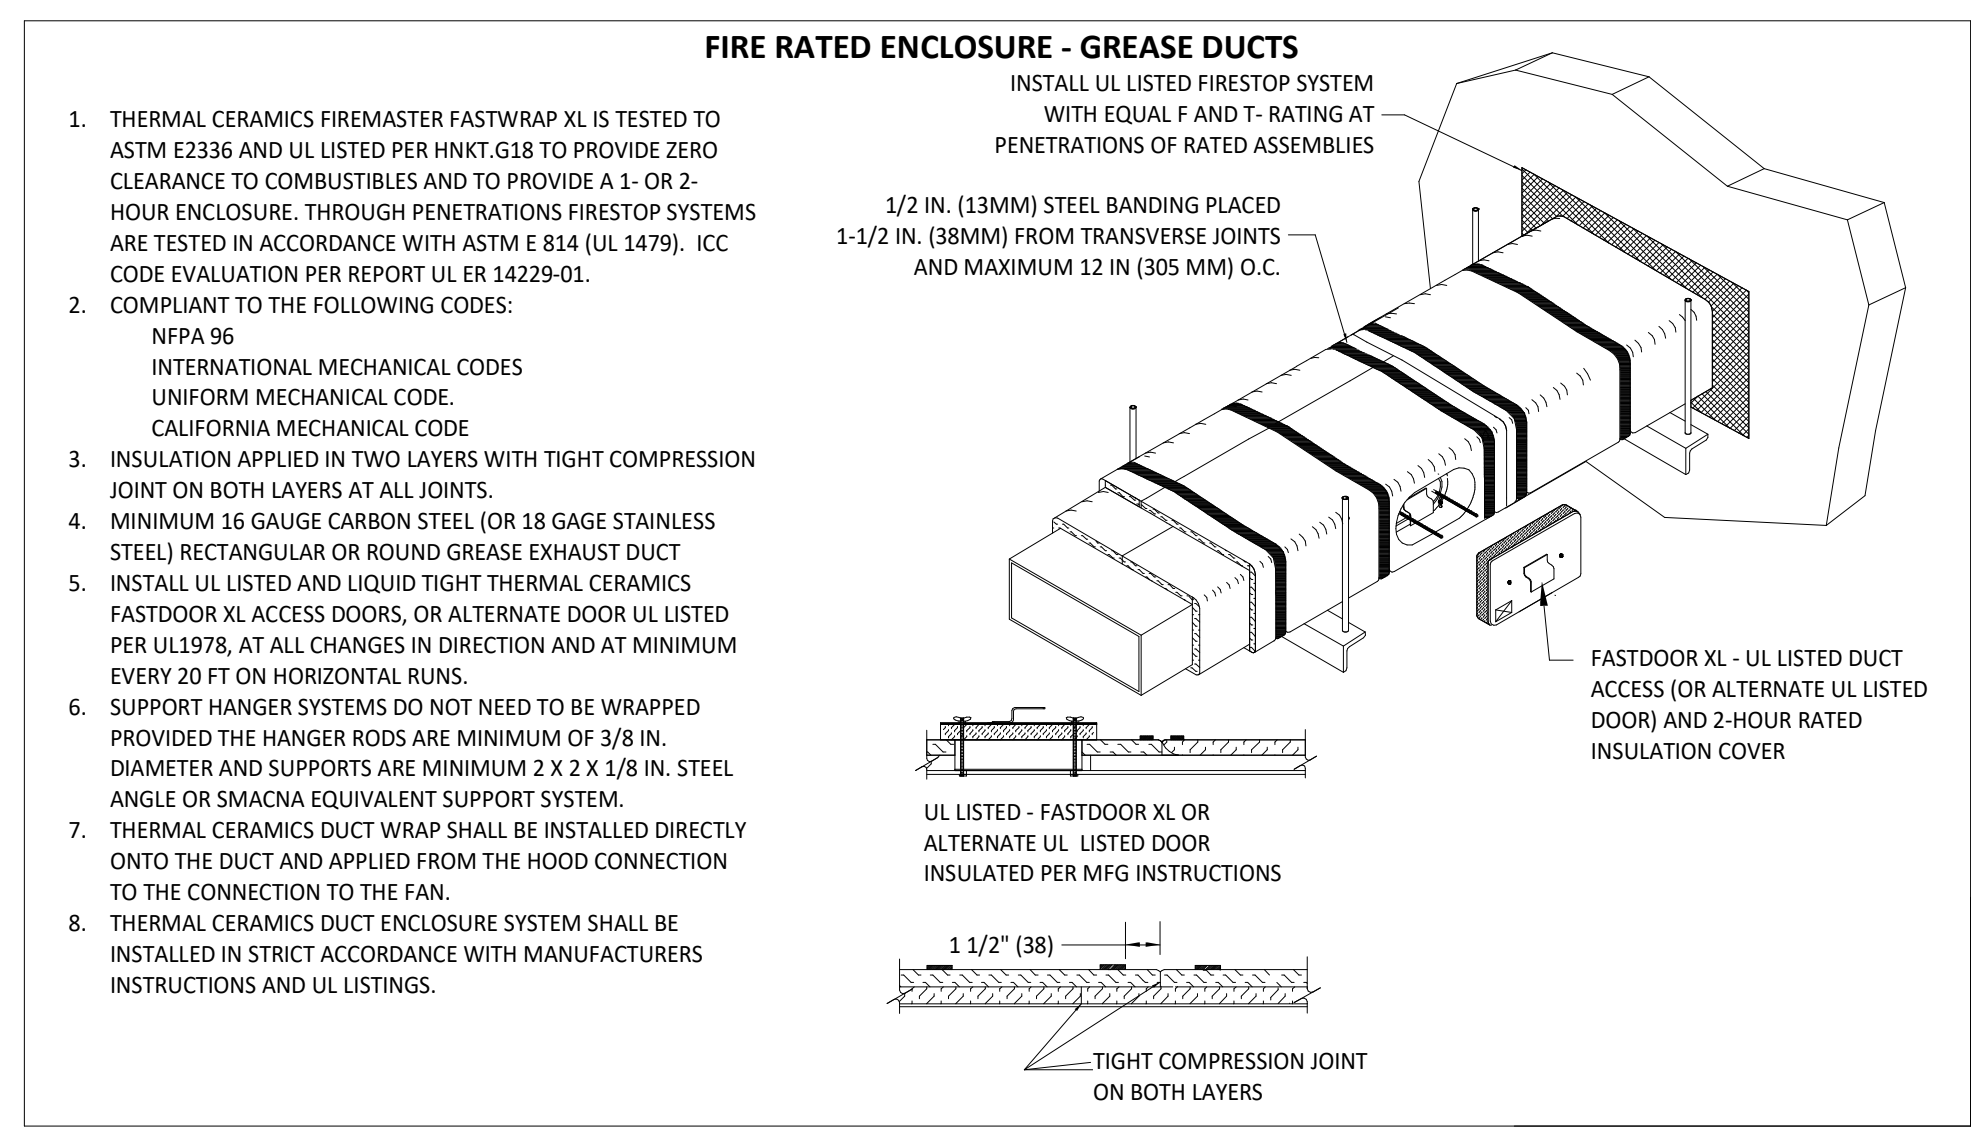 FIRE RATED ENCLOSURE - GREASE DUCTS
1. THERMAL CERAMICS FIREMASTER FASTWRAP XL IS TESTED TO
ASTM E2336 AND UL LISTED PER HNKT.G18 TO PROVIDE ZERO
CLEARANCE TO COMBUSTIBLES AND TO PROVIDE A 1- OR 2-
HOUR ENCLOSURE. THROUGH PENETRATIONS FIRESTOP SYSTEMS
ARE TESTED IN ACCORDANCE WITH ASTM E 814 (UL 1479). ICC
CODE EVALUATION PER REPORT UL ER 14229-01.
2. COMPLIANT TO THE FOLLOWING CODES:
NFPA 96
INTERNATIONAL MECHANICAL CODES
UNIFORM MECHANICAL CODE.
CALIFORNIA MECHANICAL CODE
3. INSULATION APPLIED IN TWO LAYERS WITH TIGHT COMPRESSION
JOINT ON BOTH LAYERS AT ALL JOINTS.
4. MINIMUM 16 GAUGE CARBON STEEL (OR 18 GAGE STAINLESS
STEEL) RECTANGULAR OR ROUND GREASE EXHAUST DUCT
5. INSTALL UL LISTED AND LIQUID TIGHT THERMAL CERAMICS
FASTDOOR XL ACCESS DOORS, OR ALTERNATE DOOR UL LISTED
PER UL1978, AT ALL CHANGES IN DIRECTION AND AT MINIMUM
EVERY 20 FT ON HORIZONTAL RUNS.
6. SUPPORT HANGER SYSTEMS DO NOT NEED TO BE WRAPPED
PROVIDED THE HANGER RODS ARE MINIMUM OF 3/8 IN.
DIAMETER AND SUPPORTS ARE MINIMUM 2 X 2 X 1/8 IN. STEEL
ANGLE OR SMACNA EQUIVALENT SUPPORT SYSTEM.
7. THERMAL CERAMICS DUCT WRAP SHALL BE INSTALLED DIRECTLY
ONTO THE DUCT AND APPLIED FROM THE HOOD CONNECTION
TO THE CONNECTION TO THE FAN.
8. THERMAL CERAMICS DUCT ENCLOSURE SYSTEM SHALL BE
INSTALLED IN STRICT ACCORDANCE WITH MANUFACTURERS
INSTRUCTIONS AND UL LISTINGS.
INSTALL UL LISTED FIRESTOP SYSTEM
WITH EQUAL F AND T- RATING AT
PENETRATIONS OF RATED ASSEMBLIES
1/2 IN. (13MM) STEEL BANDING PLACED
1-1/2 IN. (38MM) FROM TRANSVERSE JOINTS
AND MAXIMUM 12 IN (305 MM) O.C.
FASTDOOR XL - UL LISTED DUCT
ACCESS (OR ALTERNATE UL LISTED
DOOR) AND 2-HOUR RATED
INSULATION COVER
UL LISTED - FASTDOOR XL OR
ALTERNATE UL LISTED DOOR
INSULATED PER MFG INSTRUCTIONS
1 1/2" (38)
TIGHT COMPRESSION JOINT
ON BOTH LAYERS